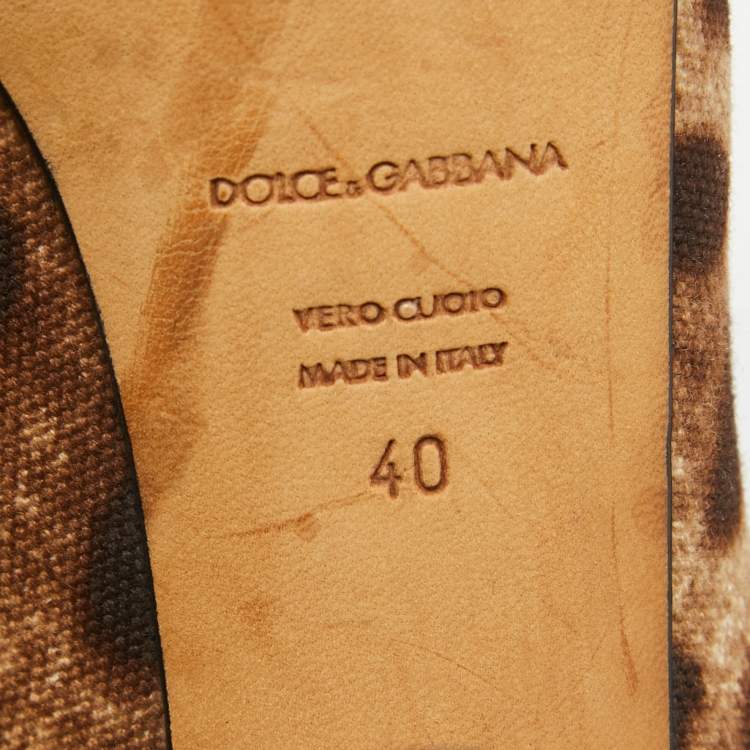 DOLCE&GABBANA
VERO CUOIO
MADE IN ITALY
40